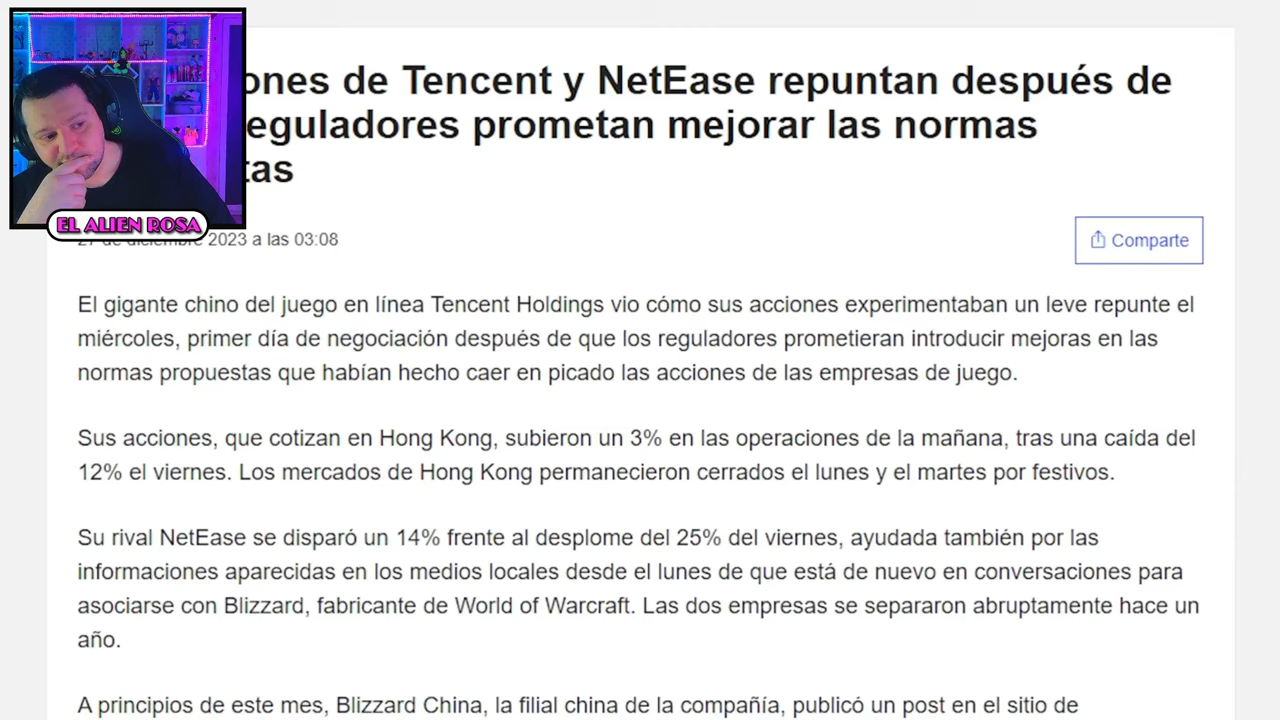 ones de Tencent y NetEase repuntan después de
eguladores prometan mejorar las normas
tas
EL ALIEN ROSA
27 de diciembre 2023 a las 03:08
Comparte
El gigante chino del juego en línea Tencent Holdings vio cómo sus acciones experimentaban un leve repunte el
miércoles, primer día de negociación después de que los reguladores prometieran introducir mejoras en las
normas propuestas que habían hecho caer en picado las acciones de las empresas de juego.
Sus acciones, que cotizan en Hong Kong, subieron un 3% en las operaciones de la mañana, tras una caída del
12% el viernes. Los mercados de Hong Kong permanecieron cerrados el lunes y el martes por festivos.
Su rival NetEase se disparó un 14% frente al desplome del 25% del viernes, ayudada también por las
informaciones aparecidas en los medios locales desde el lunes de que está de nuevo en conversaciones para
asociarse con Blizzard, fabricante de World of Warcraft. Las dos empresas se separaron abruptamente hace un
año.
A principios de este mes, Blizzard China, la filial china de la compañía, publicó un post en el sitio de